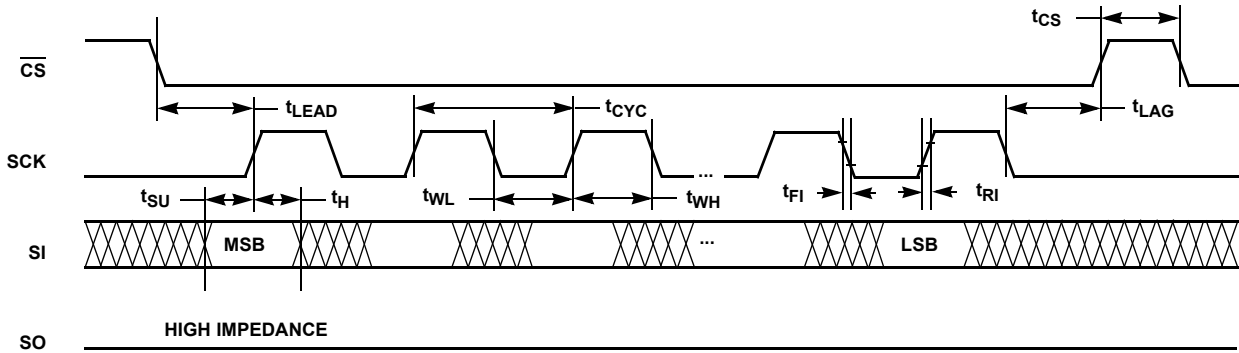 tCS
CS
tLEAD
tCYC
tLAG
SCK
...
tSU
tH
tWL
tWH
tFI
tRI
SI
MSB
...
LSB
HIGH IMPEDANCE
SO